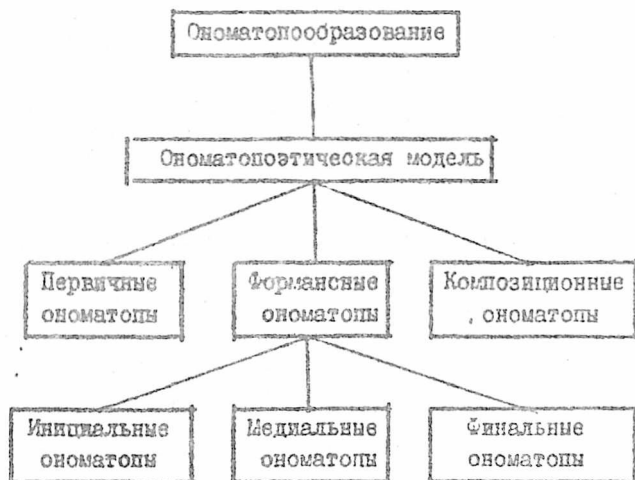 Ономатопообразование
Ономатопоэтическая модель
Первичные
ономатопы
Формансные
ономатопы
Композиционные
ономатопы
Инициальные
ономатопы
Медиальные
ономатопы
Финальные
ономатопы